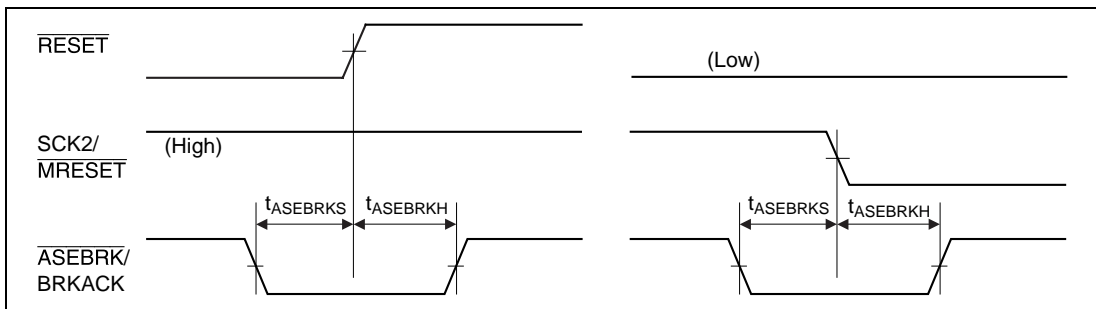 RESET
(Low)
SCK2/
MRESET
(High)
tASEBRKS
tASEBRKH
tASEBRKS
tASEBRKH
ASEBRK/
BRKACK